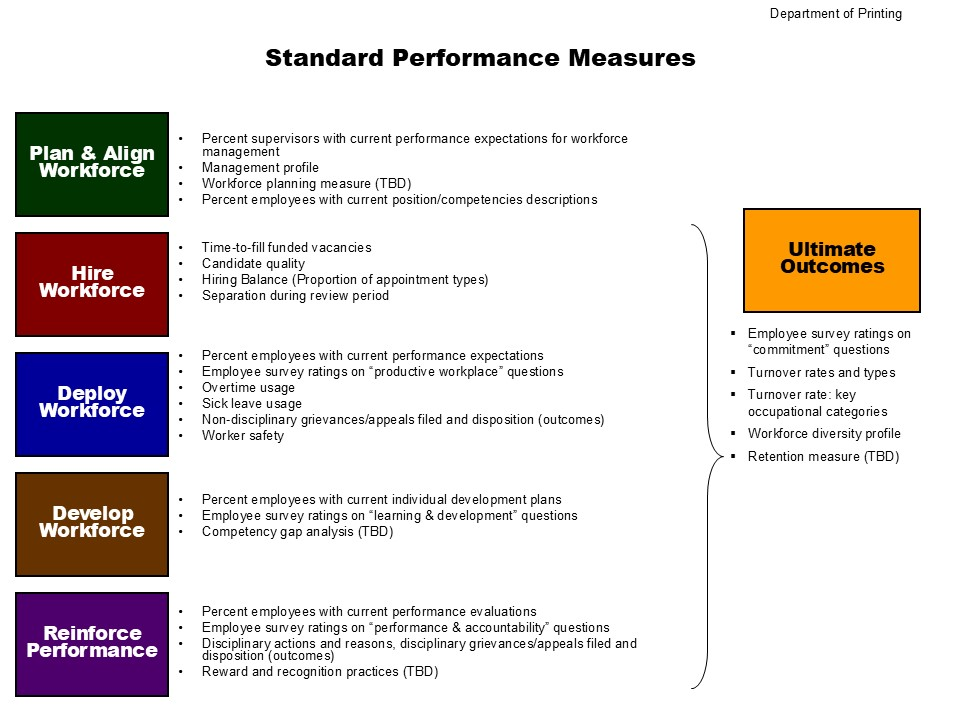 Department of Printing
Standard Performance Measures
Plan & Align
Workforce
• Percent supervisors with current performance expectations for workforce
management
• Management profile
• Workforce planning measure (TBD)
• Percent employees with current position/competencies descriptions
Hire
Workforce
• Time-to-fill funded vacancies
• Candidate quality
• Hiring Balance (Proportion of appointment types)
• Separation during review period
Deploy
Workforce
• Percent employees with current performance expectations
• Employee survey ratings on “productive workplace” questions
• Overtime usage
• Sick leave usage
• Non-disciplinary grievances/appeals filed and disposition (outcomes)
• Worker safety
Develop
Workforce
• Percent employees with current individual development plans
• Employee survey ratings on “learning & development” questions
• Competency gap analysis (TBD)
Reinforce
Performance
• Percent employees with current performance evaluations
• Employee survey ratings on “performance & accountability” questions
• Disciplinary actions and reasons, disciplinary grievances/appeals filed and
disposition (outcomes)
• Reward and recognition practices (TBD)
Ultimate
Outcomes
▪ Employee survey ratings on
“commitment” questions
▪ Turnover rates and types
▪ Turnover rate: key
occupational categories
▪ Workforce diversity profile
▪ Retention measure (TBD)